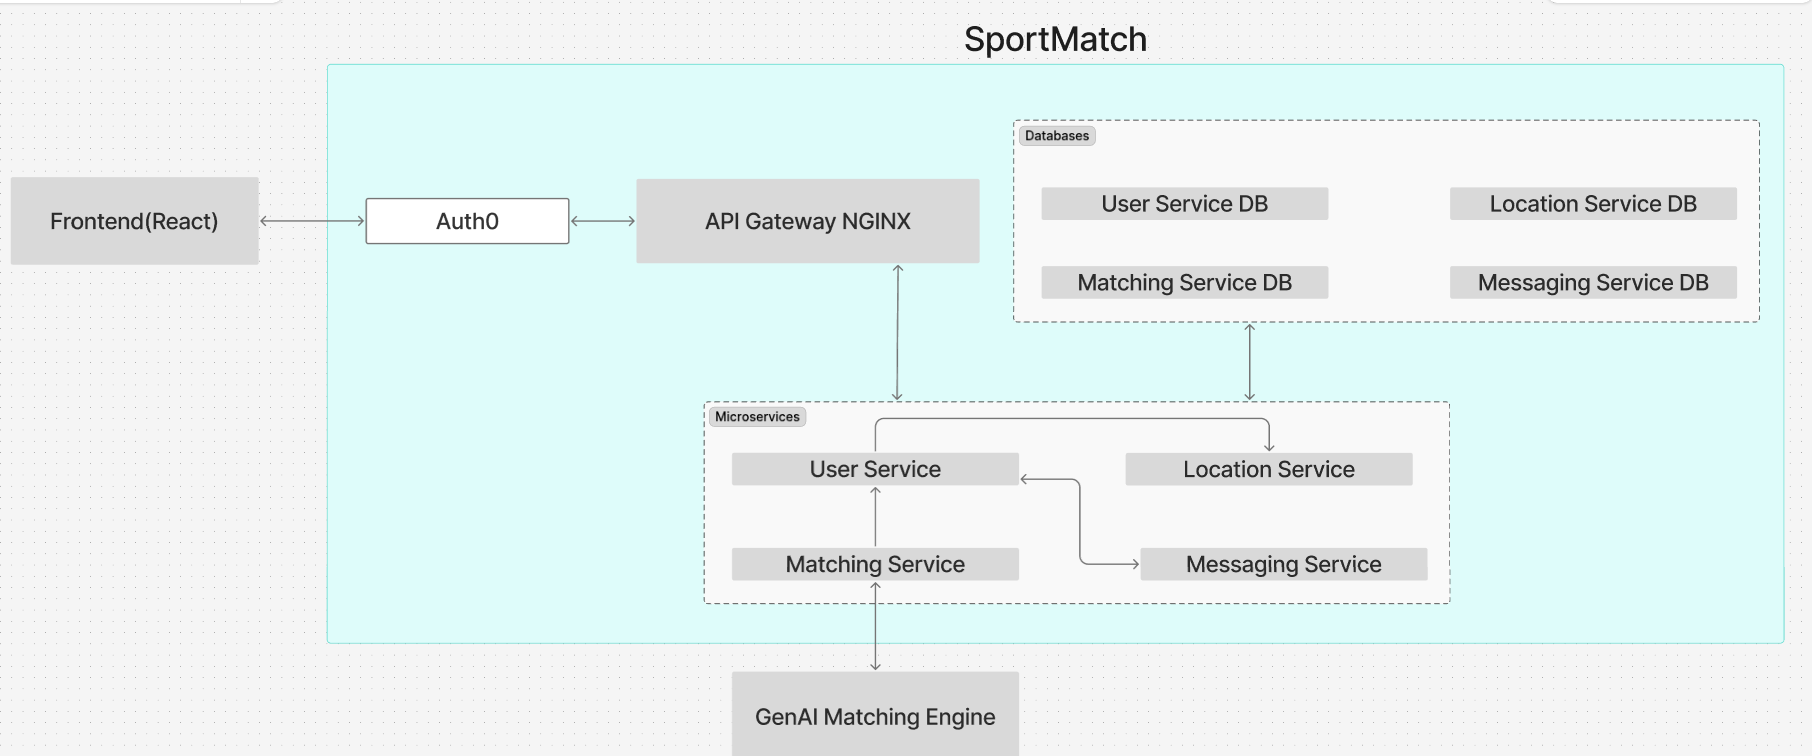 SportMatch
Databases
Frontend(React)
Auth0
API Gateway NGINX
User Service DB
Location Service DB
Matching Service DB
Messaging Service DB
Microservices
User Service
Location Service
Matching Service
Messaging Service
GenAI Matching Engine